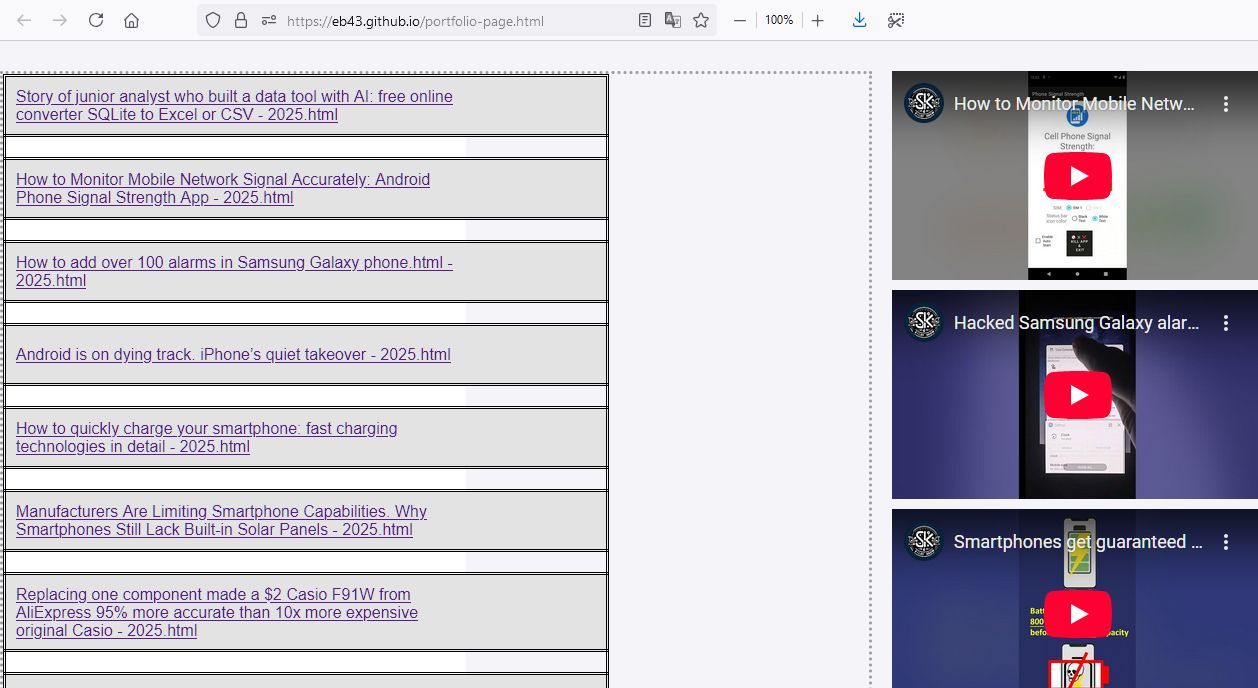 https://eb43.github.io/portfolio-page.html
100%
Story of junior analyst who built a data tool with AI: free online
converter SQLite to Excel or CSV - 2025.html
How to Monitor Mobile Network Signal Accurately: Android
Phone Signal Strength App - 2025.html
How to add over 100 alarms in Samsung Galaxy phone.html -
2025.html
Android is on dying track. iPhone’s quiet takeover - 2025.html
How to quickly charge your smartphone: fast charging
technologies in detail - 2025.html
Manufacturers Are Limiting Smartphone Capabilities. Why
Smartphones Still Lack Built-in Solar Panels - 2025.html
Replacing one component made a $2 Casio F91W from
AliExpress 95% more accurate than 10x more expensive
original Casio - 2025.html
SK
How to Monitor Mobile Netw...
Phone Signal Strength
Cell Phone Signal
Strength:
SIM
SIM 1
Status bar
icon color
Black
Text
White
Text
Enable
Auto
Start
KILL APP
&
EXIT
SK
Hacked Samsung Galaxy alar...
SK
Smartphones get guaranteed ...